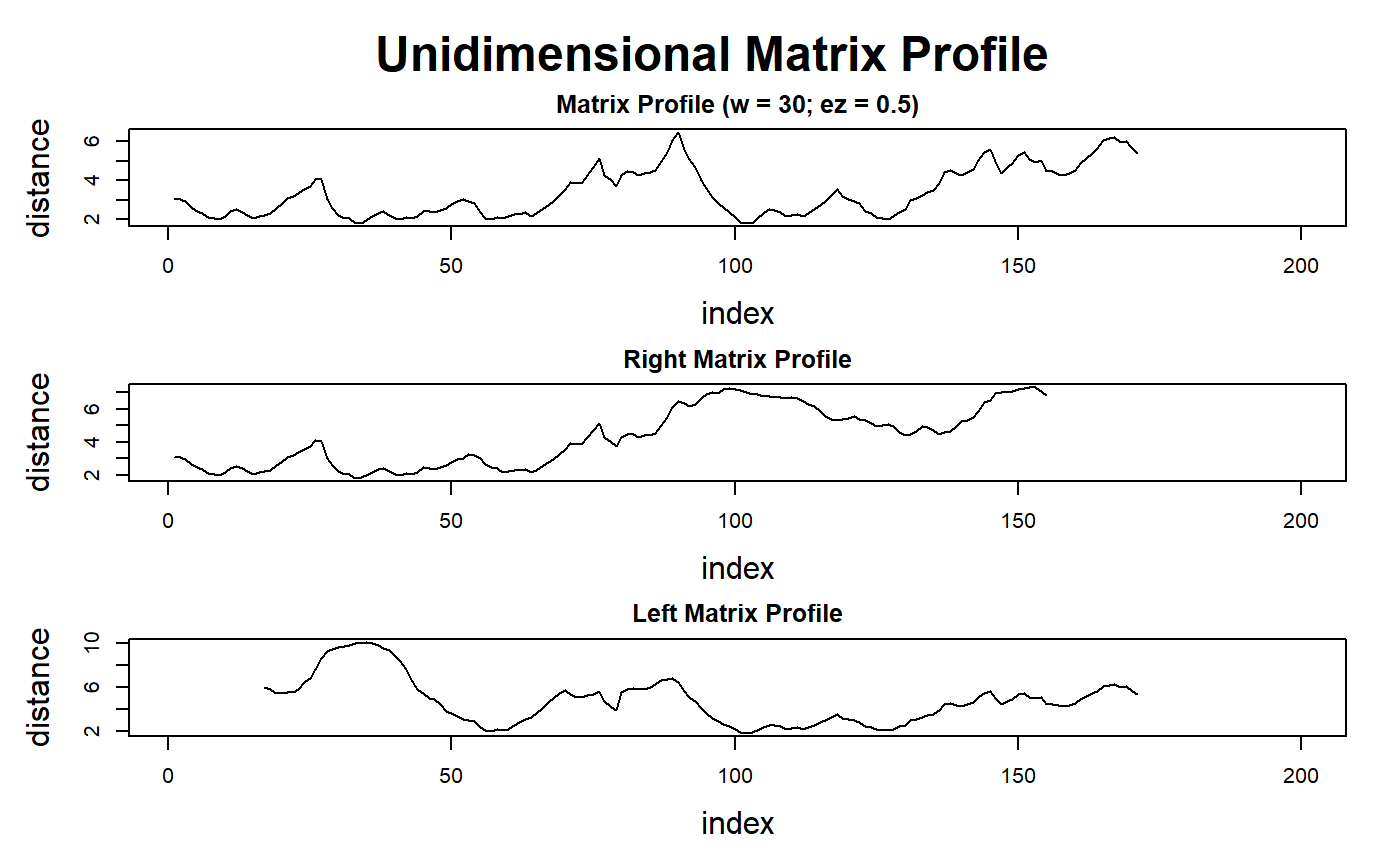 Unidimensional Matrix Profile
Matrix Profile (w = 30; ez = 0.5)
distance
6
4
2
0 50 100 150 200
index
Right Matrix Profile
distance
6
4
2
0 50 100 150 200
index
Left Matrix Profile
distance
10
6
2
0 50 100 150 200
index